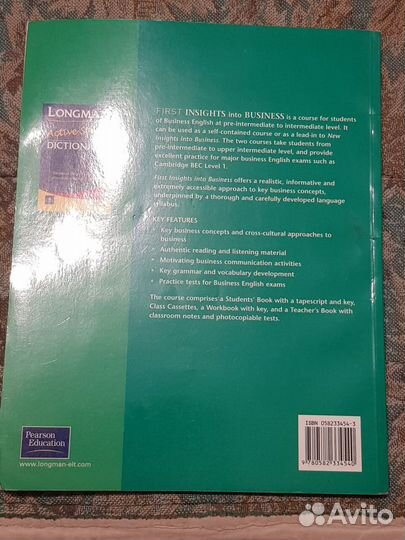 LONGMAN
Active Study
DICTIONARY
FIRST INSIGHTS into BUSINESS is a course for students
of Business English at pre-intermediate to intermediate level. It
can be used as a self-contained course or as a lead-in to New
Insights Into Business. The two courses take students from
pre-intermediate to upper intermediate level, and provide
excellent practice for major business English exams such as
Cambridge BEC Level 1.
First Insights into Business offers a realistic, informative and
extremely accessible approach to key business concepts,
underpinned by a thorough and carefully developed language
syllabus.
KEY FEATURES
• Key business concepts and cross-cultural approaches to
business
• Authentic reading and listening material
• Motivating business communication activities
• Key grammar and vocabulary development
• Practice tests for Business English exams
The course comprises a Students' Book with a tapescript and key,
Class Cassettes, a Workbook with key, and a Teacher's Book with
classroom notes and photocopiable tests.
ISBN 058233454-3
9 780582 334540
Pearson
Education
www.longman-elt.com
Avito